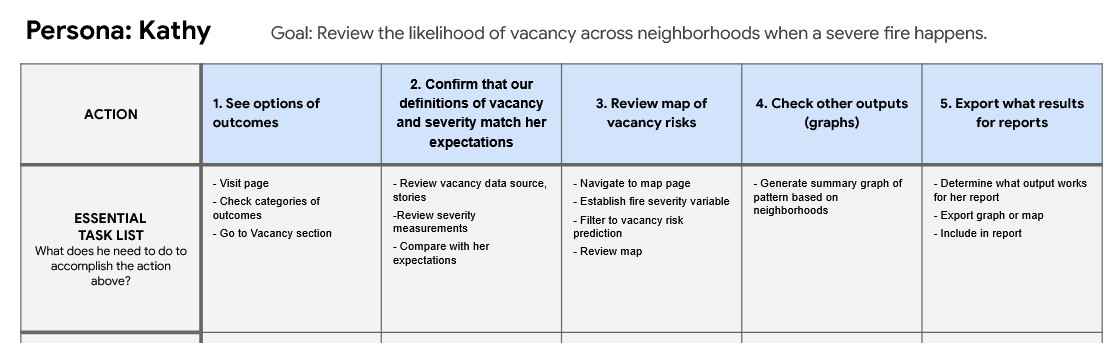 Persona: Kathy
Goal: Review the likelihood of vacancy across neighborhoods when a severe fire happens.
ACTION
1. See options of
outcomes
2. Confirm that our
definitions of vacancy
and severity match her
expectations
3. Review map of
vacancy risks
4. Check other outputs
(graphs)
5. Export what results
for reports
ESSENTIAL
TASK LIST
What does he need to do to
accomplish the action
above?
- Visit page
- Check categories of
outcomes
- Go to Vacancy section
- Review vacancy data source,
stories
-Review severity
measurements
- Compare with her
expectations
- Navigate to map page
- Establish fire severity variable
- Filter to vacancy risk
prediction
- Review map
- Generate summary graph of
pattern based on
neighborhoods
- Determine what output works
for her report
- Export graph or map
- Include in report